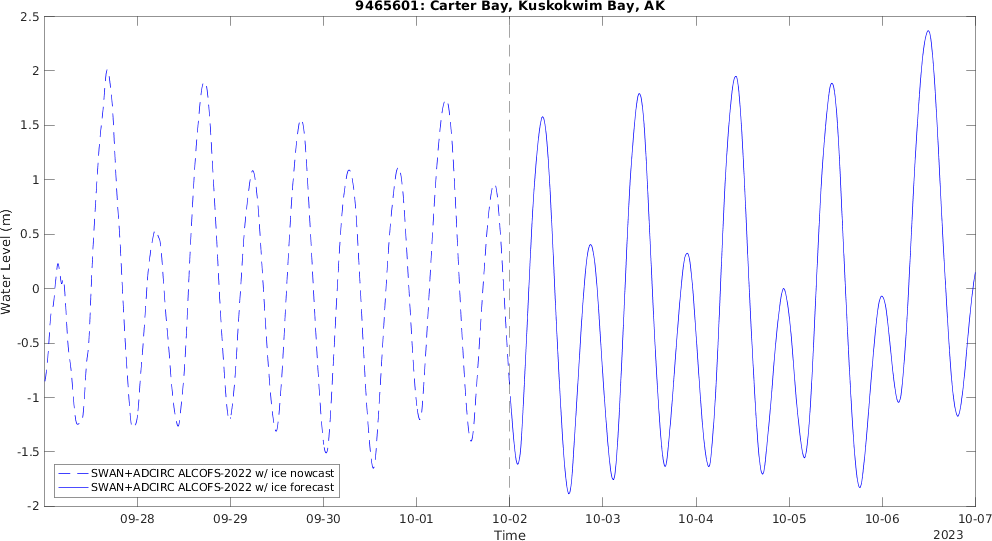 9465601: Carter Bay, Kuskokwim Bay, AK
Water Level (m)
2.5
2
1.5
1
0.5
0
-0.5
-1
-1.5
-2
SWAN+ADCIRC ALCOFS-2022 w/ ice nowcast
SWAN+ADCIRC ALCOFS-2022 w/ ice forecast
09-28 09-29 09-30 10-01 10-02 10-03 10-04 10-05 10-06 10-07
Time
2023